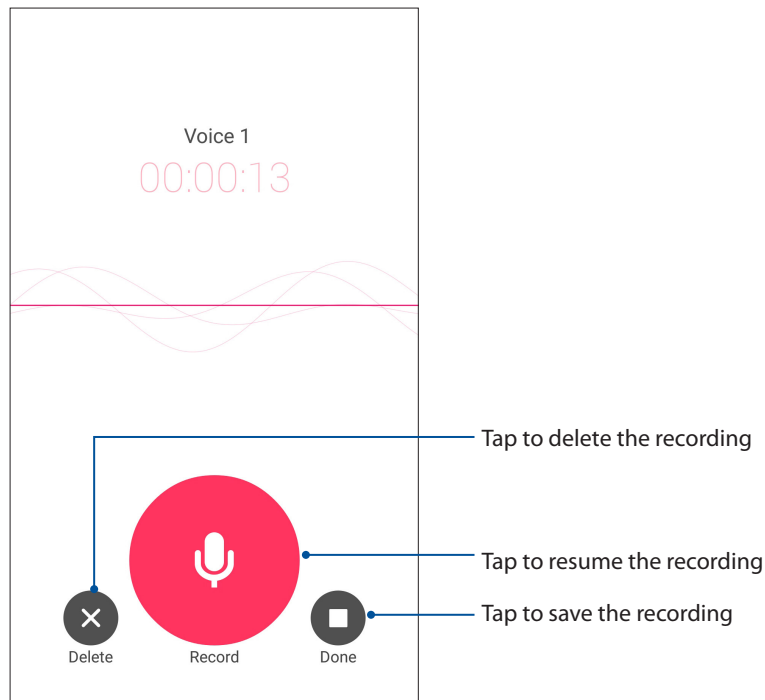 Voice 1
00:00:13
Tap to delete the recording
Tap to resume the recording
Tap to save the recording
Delete
Record
Done